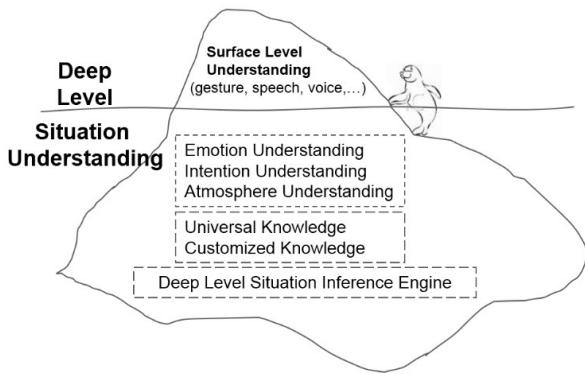 Surface Level
Understanding
(gesture, speech, voice,...)
Deep
Level
Situation
Understanding
Emotion Understanding
Intention Understanding
Atmosphere Understanding
Universal Knowledge
Customized Knowledge
Deep Level Situation Inference Engine